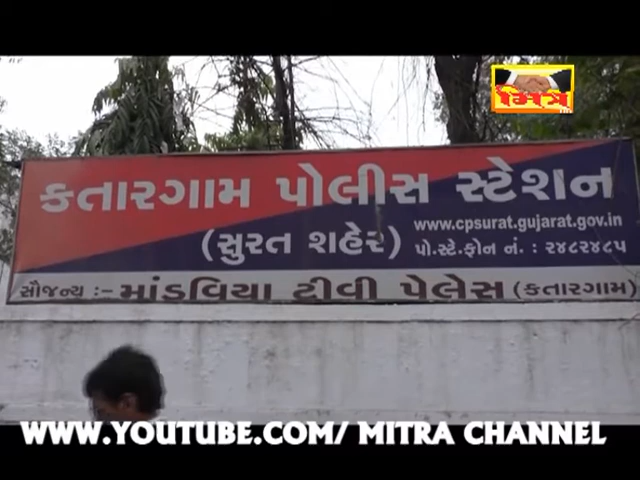 મિત્ર
કતારગામ પોલીસ સ્ટેશન
www.cpsurat.gujarat.gov.in
(સુરત શહેર) પો.સ્ટે.ફોન નં. : ૨૪૮૨૪૮૫
સૌજન્ય :- માંડવિયા ટીવી પેલેસ (કતારગામ)
WWW.YOUTUBE.COM/ MITRA CHANNEL